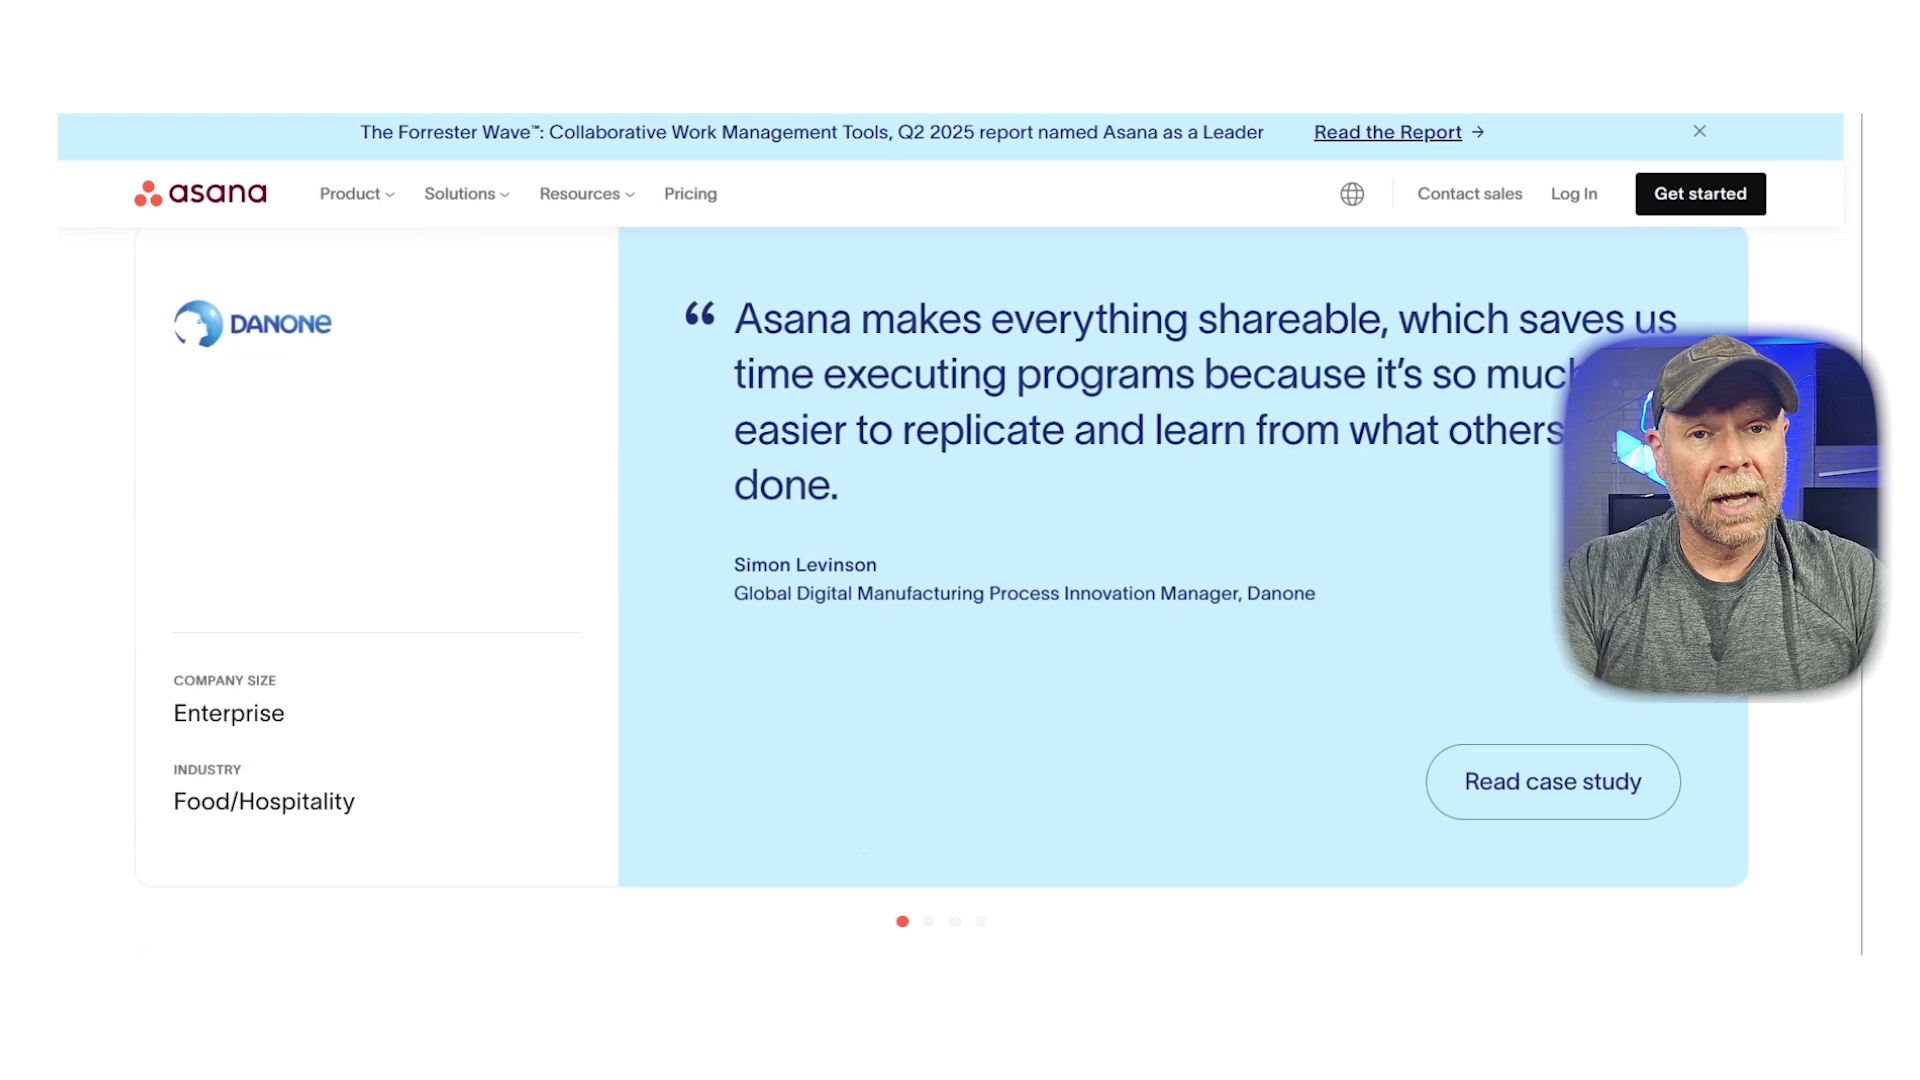 The Forrester Wave™: Collaborative Work Management Tools, Q2 2025 report named Asana as a Leader Read the Report →
asana Product Solutions Resources Pricing Contact sales Log In Get started
DANONE
“ Asana makes everything shareable, which saves us
time executing programs because it’s so much
easier to replicate and learn from what others
done.
Simon Levinson
Global Digital Manufacturing Process Innovation Manager, Danone
COMPANY SIZE
Enterprise
INDUSTRY
Food/Hospitality
Read case study